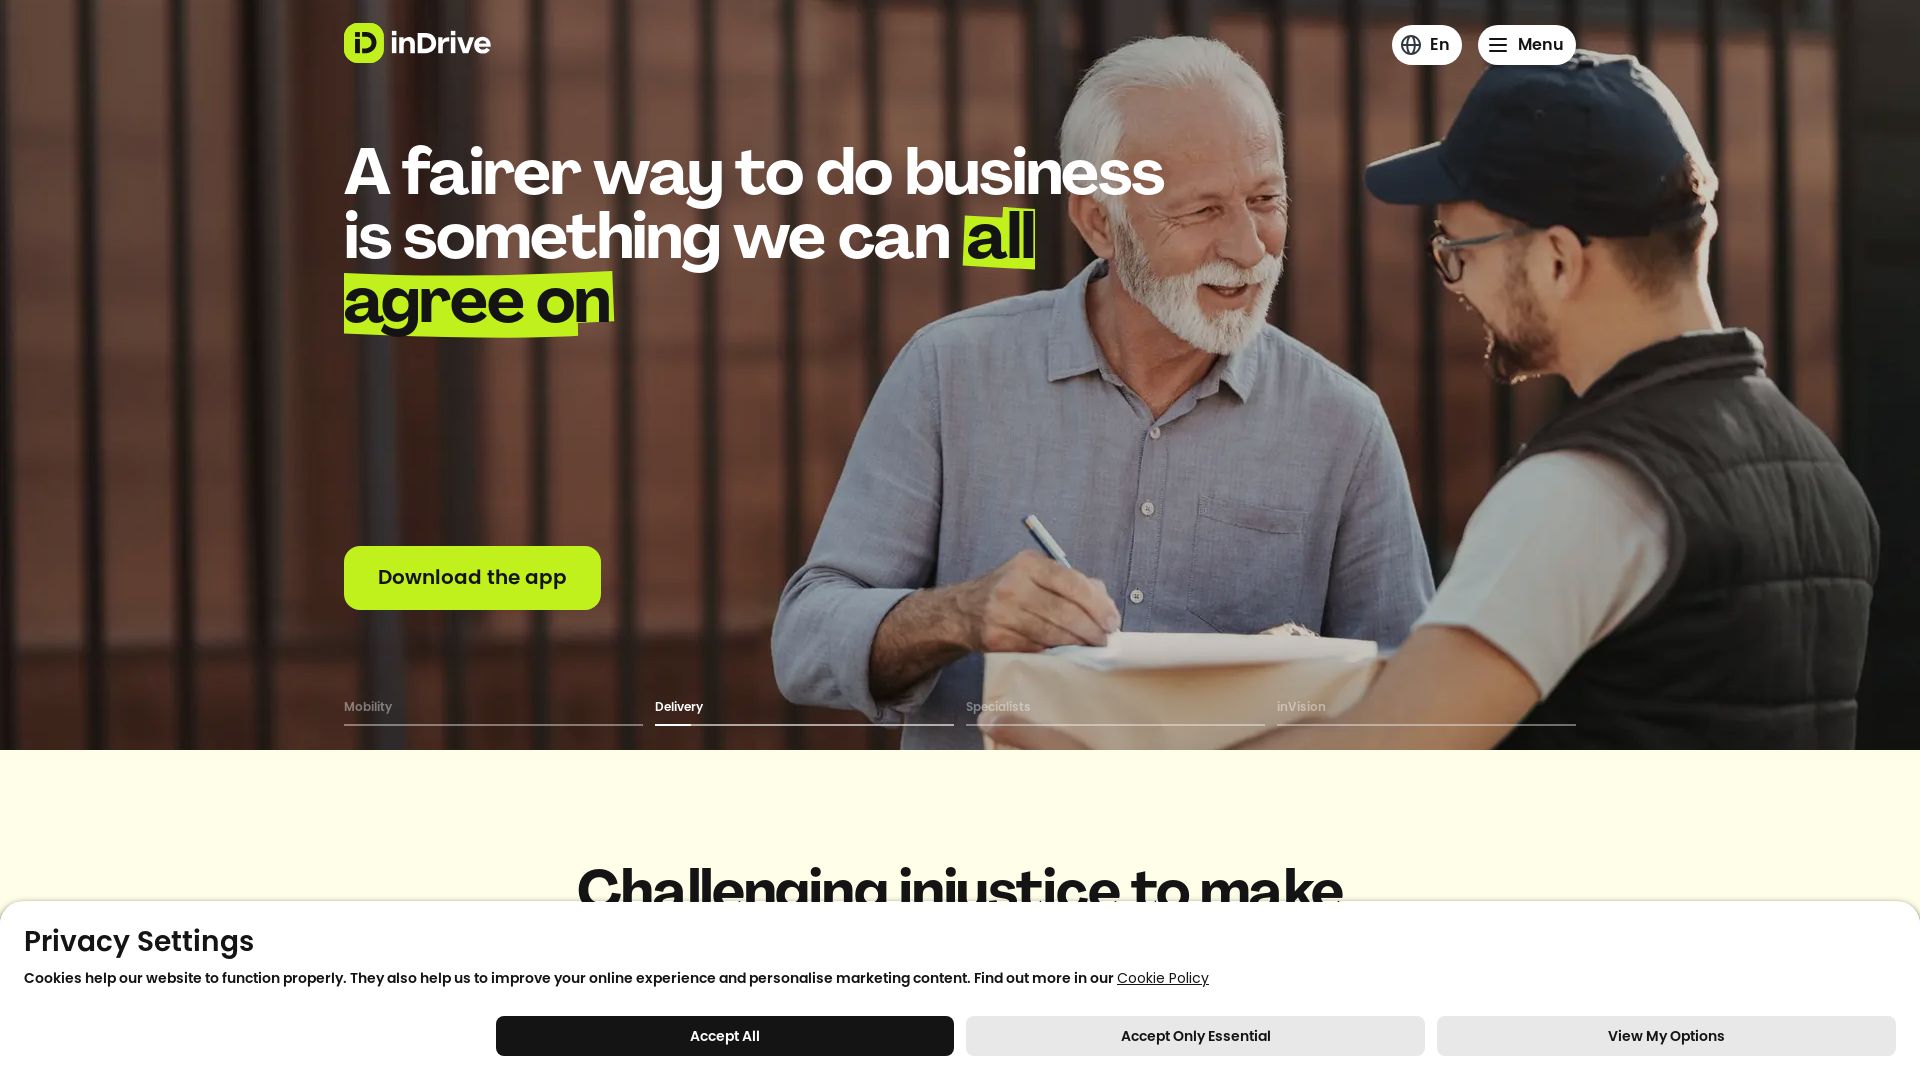 inDrive
En
Menu
A fairer way to do business
is something we can all
agree on
Download the app
Mobility
Delivery
Specialists
inVision
Challenging injustice to make
Privacy Settings
Cookies help our website to function properly. They also help us to improve your online experience and personalise marketing content. Find out more in our Cookie Policy
Accept All
Accept Only Essential
View My Options